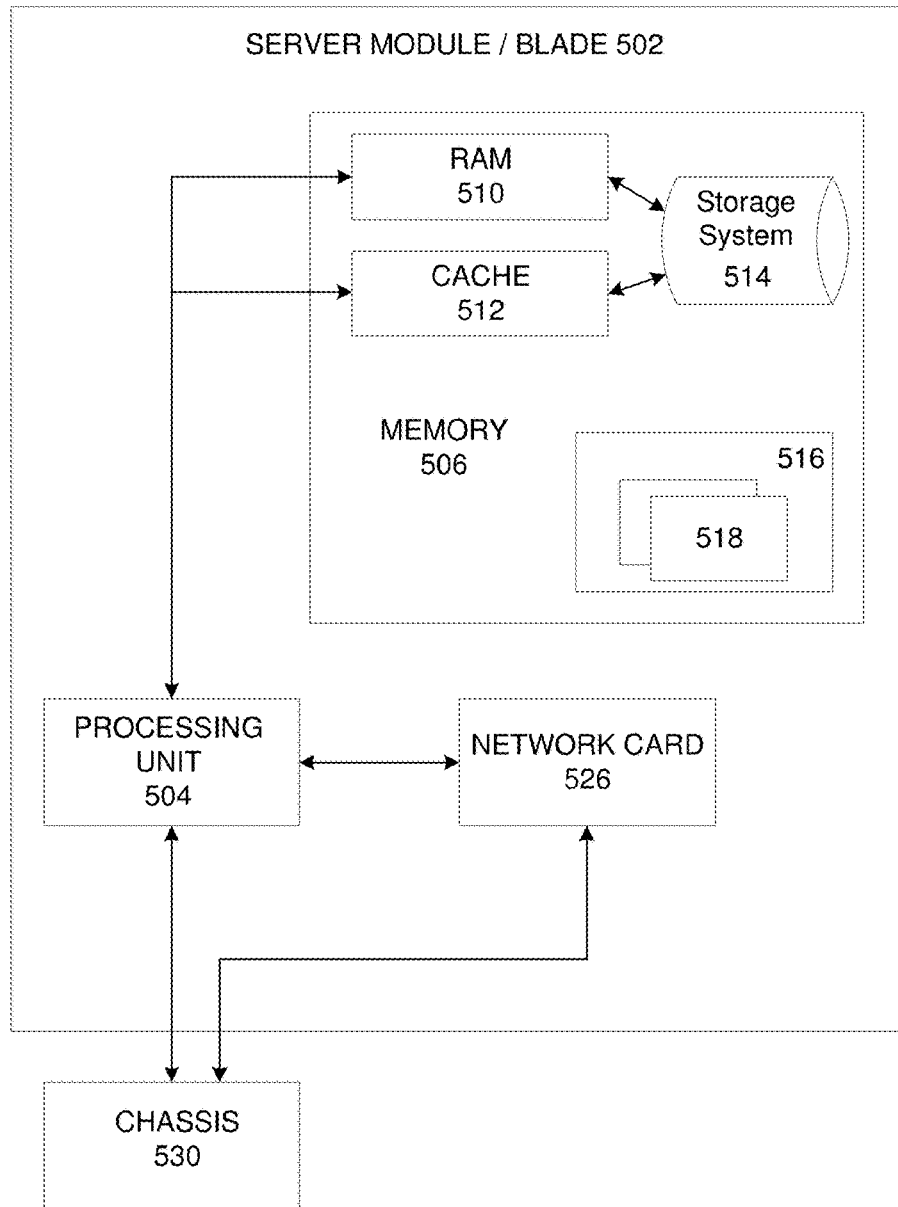 SERVER MODULE / BLADE 502
RAM
510
CACHE
512
Storage
System
514
MEMORY
506
516
518
PROCESSING
UNIT
504
NETWORK CARD
526
CHASSIS
530